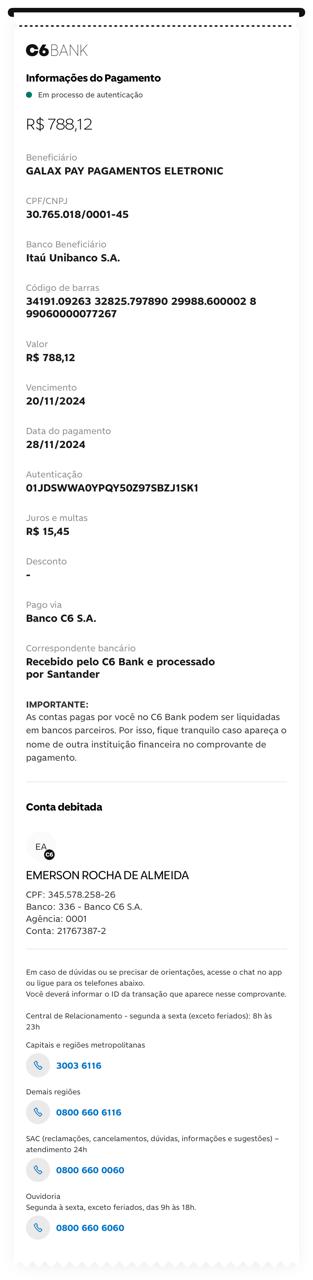 C6BANK
Informações do Pagamento
Em processo de autenticação
R$ 788,12
Beneficiário
GALAX PAY PAGAMENTOS ELETRONIC
CPF/CNPJ
30.765.018/0001-45
Banco Beneficiário
Itaú Unibanco S.A.
Código de barras
34191.09263 32825.797890 29988.600002 8
99060000077267
Valor
R$ 788,12
Vencimento
20/11/2024
Data do pagamento
28/11/2024
Autenticação
01JDSWWA0YPQY50Z97SBZJ1SK1
Juros e multas
R$ 15,45
Desconto
-
Pago via
Banco C6 S.A.
Correspondente bancário
Recebido pelo C6 Bank e processado
por Santander
IMPORTANTE:
As contas pagas por você no C6 Bank podem ser liquidadas
em bancos parceiros. Por isso, fique tranquilo caso apareça o
nome de outra instituição financeira no comprovante de
pagamento.
Conta debitada
EA
C6
EMERSON ROCHA DE ALMEIDA
CPF: 345.578.258-26
Banco: 336 - Banco C6 S.A.
Agência: 0001
Conta: 21767387-2
Em caso de dúvidas ou se precisar de orientações, acesse o chat no app
ou ligue para os telefones abaixo.
Você deverá informar o ID da transação que aparece nesse comprovante.
Central de Relacionamento - segunda a sexta (exceto feriados): 8h às
23h
Capitais e regiões metropolitanas
3003 6116
Demais regiões
0800 660 6116
SAC (reclamações, cancelamentos, dúvidas, informações e sugestões) –
atendimento 24h
0800 660 0060
Ouvidoria
Segunda à sexta, exceto feriados, das 9h às 18h.
0800 660 6060